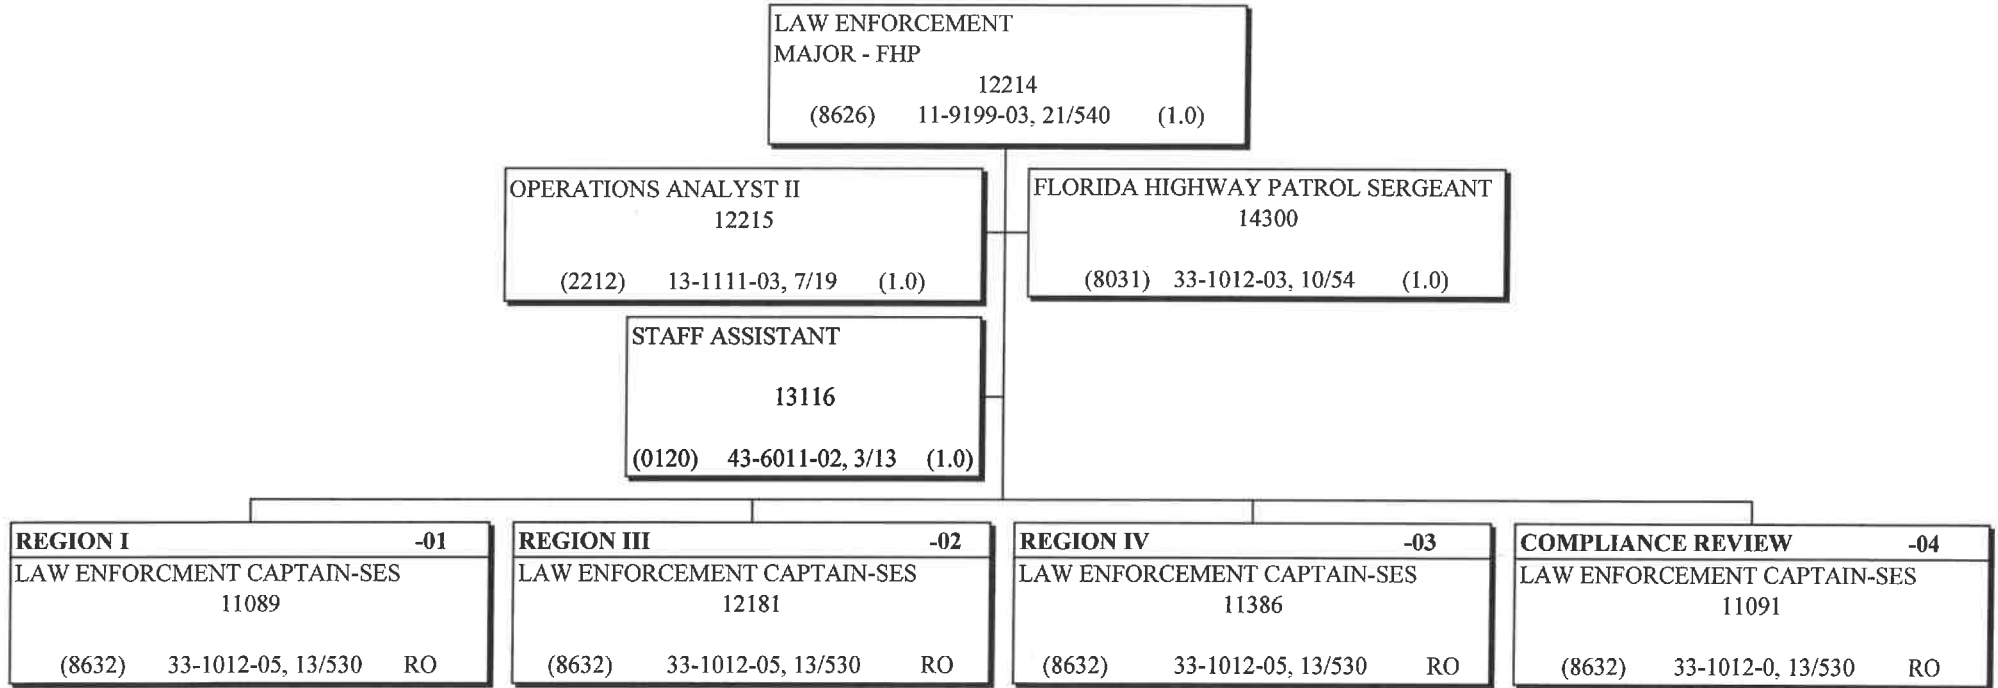 LAW ENFORCEMENT
MAJOR - FHP
12214
(8626) 11-9199-03, 21/540 (1.0)
OPERATIONS ANALYST II
12215
(2212) 13-1111-03, 7/19 (1.0)
FLORIDA HIGHWAY PATROL SERGEANT
14300
(8031) 33-1012-03, 10/54 (1.0)
STAFF ASSISTANT
13116
(0120) 43-6011-02, 3/13 (1.0)
REGION I -01
LAW ENFORCMENT CAPTAIN-SES
11089
(8632) 33-1012-05, 13/530 RO
REGION III -02
LAW ENFORCEMENT CAPTAIN-SES
12181
(8632) 33-1012-05, 13/530 RO
REGION IV -03
LAW ENFORCEMENT CAPTAIN-SES
11386
(8632) 33-1012-05, 13/530 RO
COMPLIANCE REVIEW -04
LAW ENFORCEMENT CAPTAIN-SES
11091
(8632) 33-1012-0, 13/530 RO